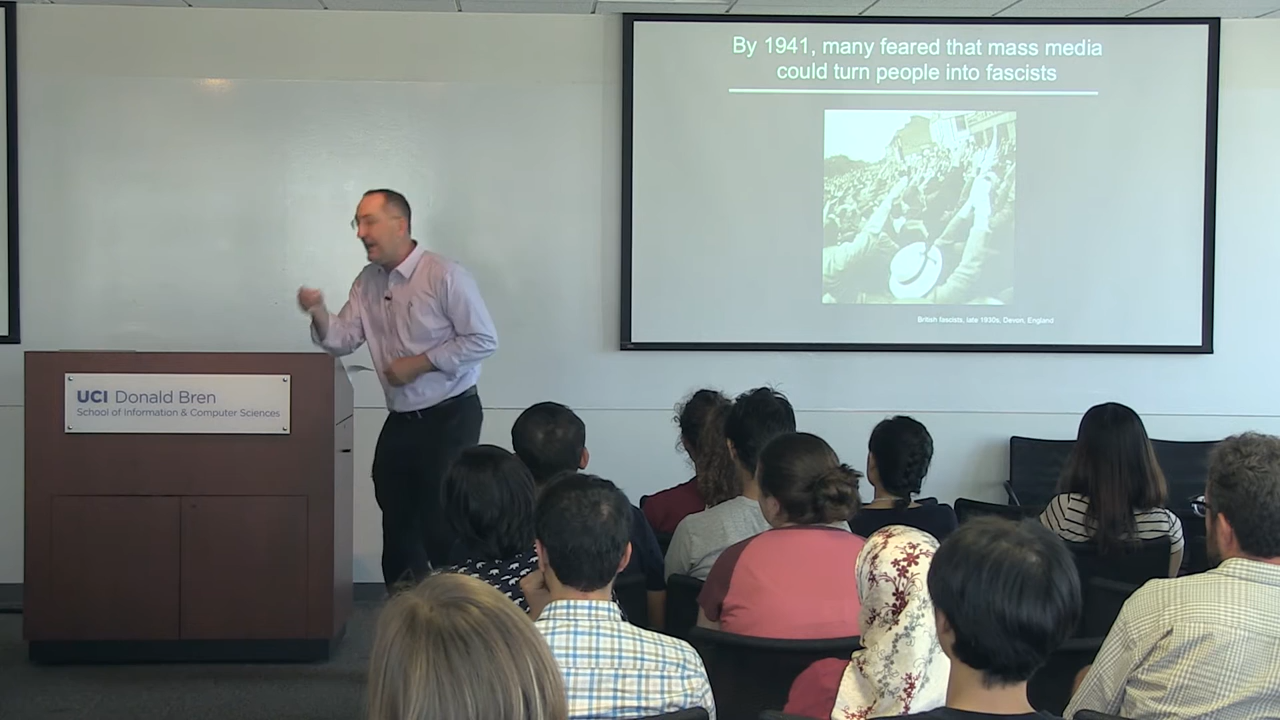 By 1941, many feared that mass media
could turn people into fascists
British fascists, late 1930s, Devon, England
UCI Donald Bren
School of Information & Computer Sciences